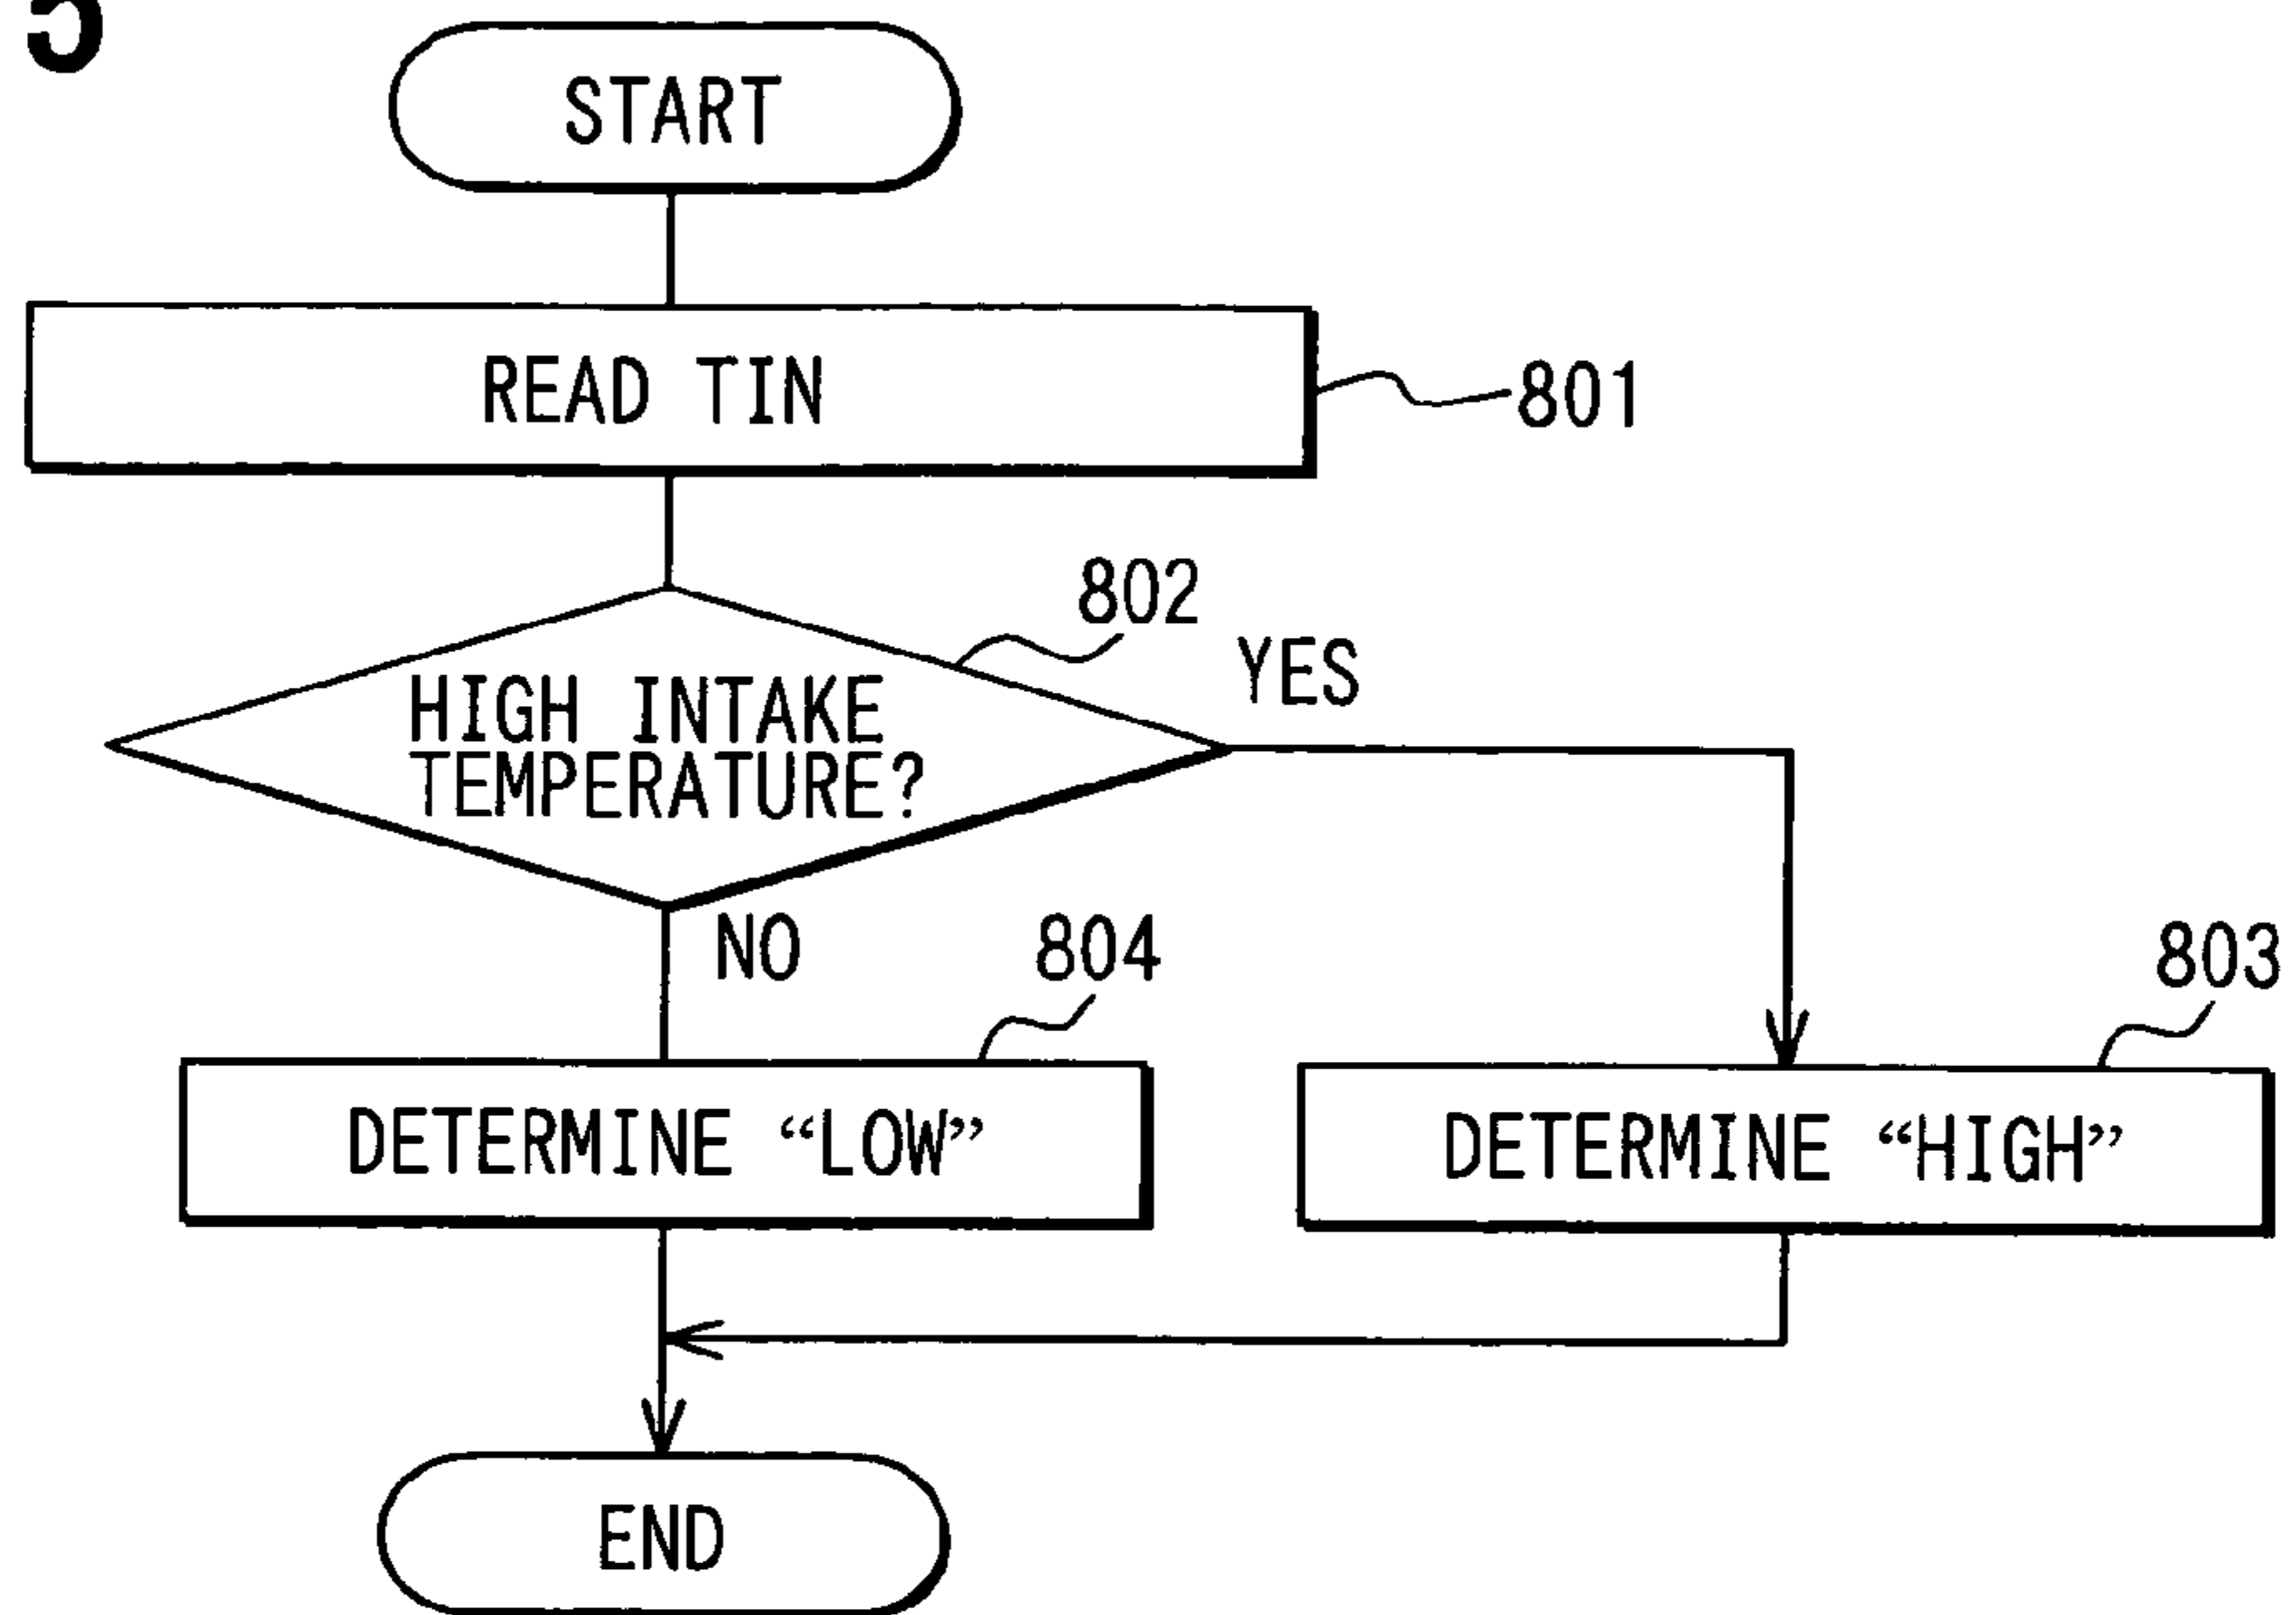 START
READ TIN
801
802
YES
HIGH INTAKE
TEMPERATURE?
NO
804
803
DETERMINE “LOW”
DETERMINE “HIGH”
END